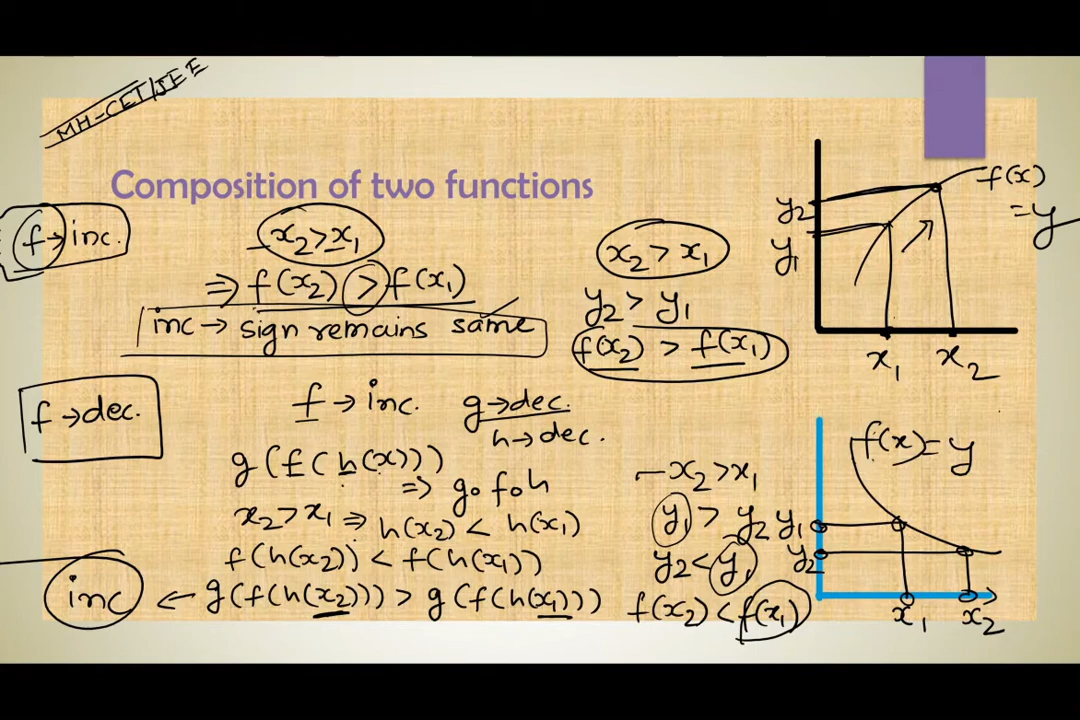 MH-CET/JEE
Composition of two functions
f→inc.
x₂>x₁
⇒ f(x₂) > f(x₁)
inc → sign remains same
x₂ > x₁
y₂ > y₁
f(x₂) > f(x₁)
f(x)
= y
y₂
y₁
x₁ x₂
f→dec.
f → inc. g→dec.
h→dec.
g(f(h(x)))
⇒ gofoh
x₂>x₁ ⇒ h(x₂) < h(x₁)
f(h(x₂)) < f(h(x₁))
inc ← g(f(h(x₂))) > g(f(h(x₁)))
x₂>x₁
y₁ > y₂
y₂ < y₁
f(x₂) < f(x₁)
f(x)=y
y₁
y₂
x₁ x₂